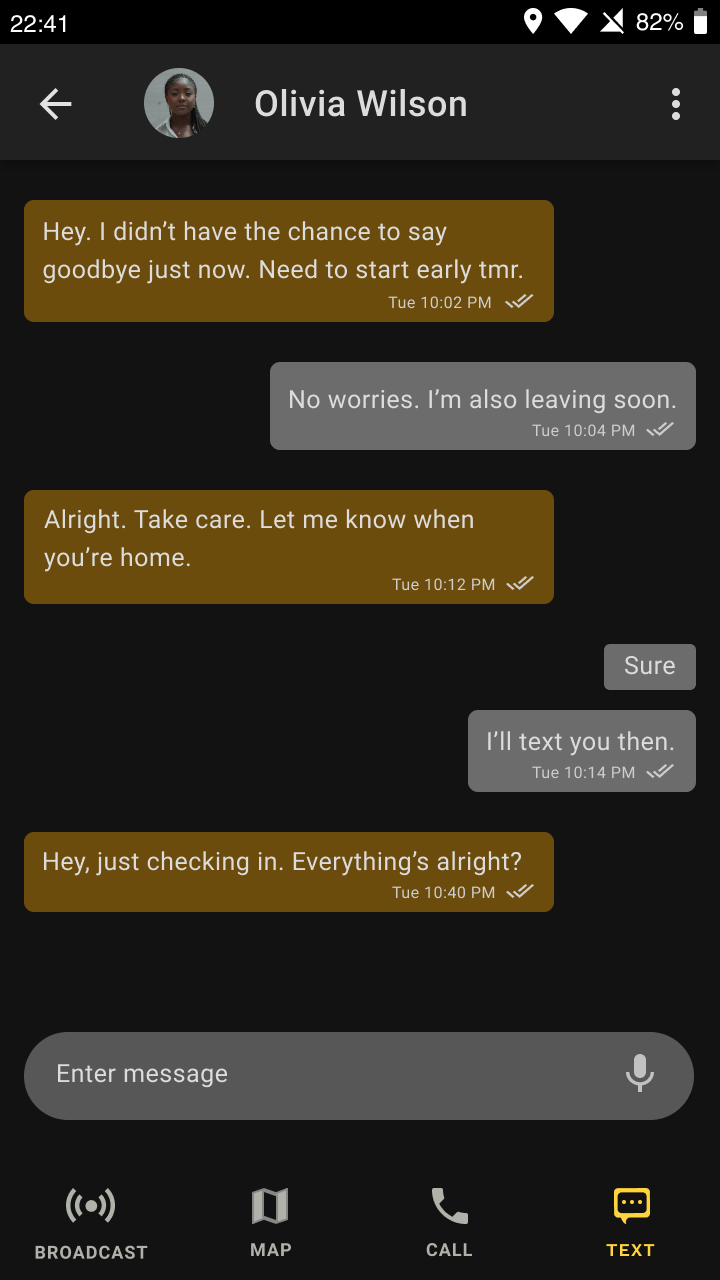 22:41 82%
Olivia Wilson
Hey. I didn’t have the chance to say
goodbye just now. Need to start early tmr.
Tue 10:02 PM
No worries. I’m also leaving soon.
Tue 10:04 PM
Alright. Take care. Let me know when
you’re home.
Tue 10:12 PM
Sure
I’ll text you then.
Tue 10:14 PM
Hey, just checking in. Everything’s alright?
Tue 10:40 PM
Enter message
BROADCAST MAP CALL TEXT